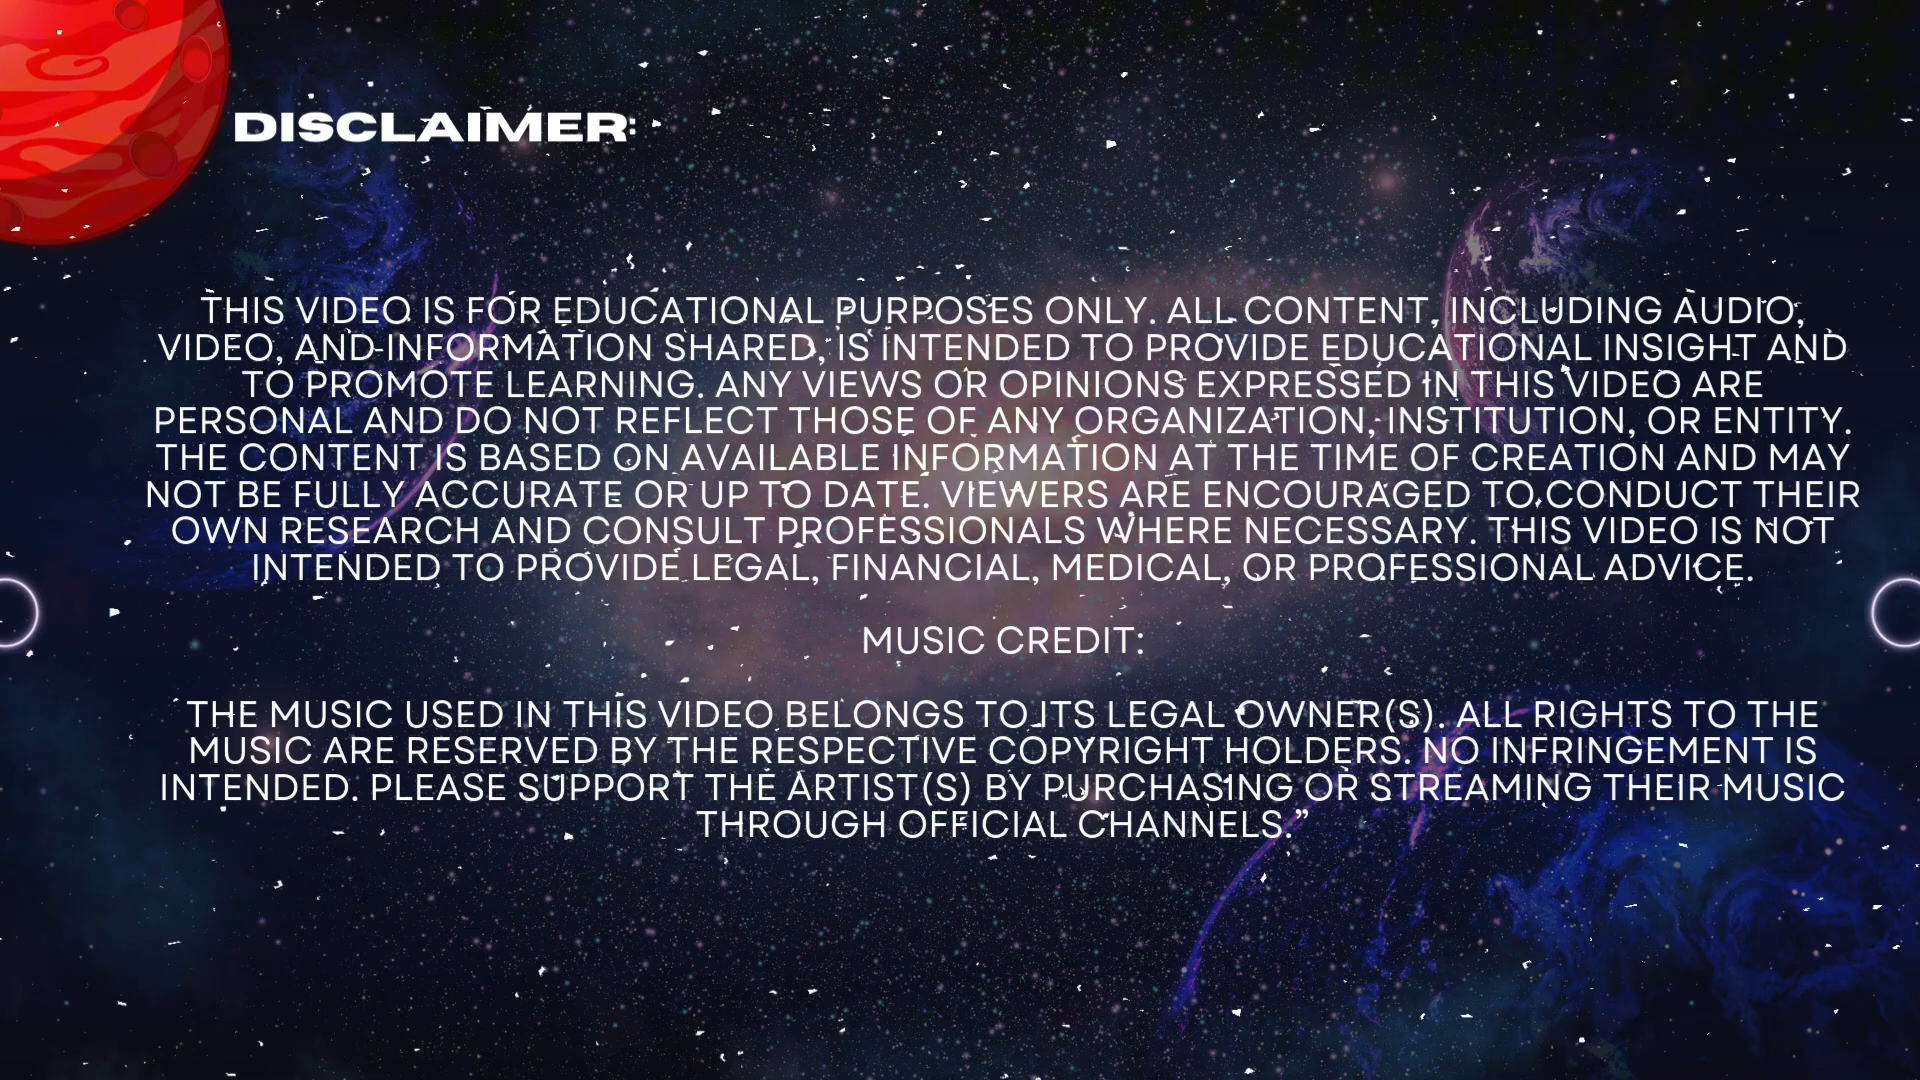 DISCLAIMER:
THIS VIDEO IS FOR EDUCATIONAL PURPOSES ONLY. ALL CONTENT, INCLUDING AUDIO,
VIDEO, AND INFORMATION SHARED, IS INTENDED TO PROVIDE EDUCATIONAL INSIGHT AND
TO PROMOTE LEARNING. ANY VIEWS OR OPINIONS EXPRESSED IN THIS VIDEO ARE
PERSONAL AND DO NOT REFLECT THOSE OF ANY ORGANIZATION, INSTITUTION, OR ENTITY.
THE CONTENT IS BASED ON AVAILABLE INFORMATION AT THE TIME OF CREATION AND MAY
NOT BE FULLY ACCURATE OR UP TO DATE. VIEWERS ARE ENCOURAGED TO CONDUCT THEIR
OWN RESEARCH AND CONSULT PROFESSIONALS WHERE NECESSARY. THIS VIDEO IS NOT
INTENDED TO PROVIDE LEGAL, FINANCIAL, MEDICAL, OR PROFESSIONAL ADVICE.
MUSIC CREDIT:
THE MUSIC USED IN THIS VIDEO BELONGS TO ITS LEGAL OWNER(S). ALL RIGHTS TO THE
MUSIC ARE RESERVED BY THE RESPECTIVE COPYRIGHT HOLDERS. NO INFRINGEMENT IS
INTENDED. PLEASE SUPPORT THE ARTIST(S) BY PURCHASING OR STREAMING THEIR MUSIC
THROUGH OFFICIAL CHANNELS.”